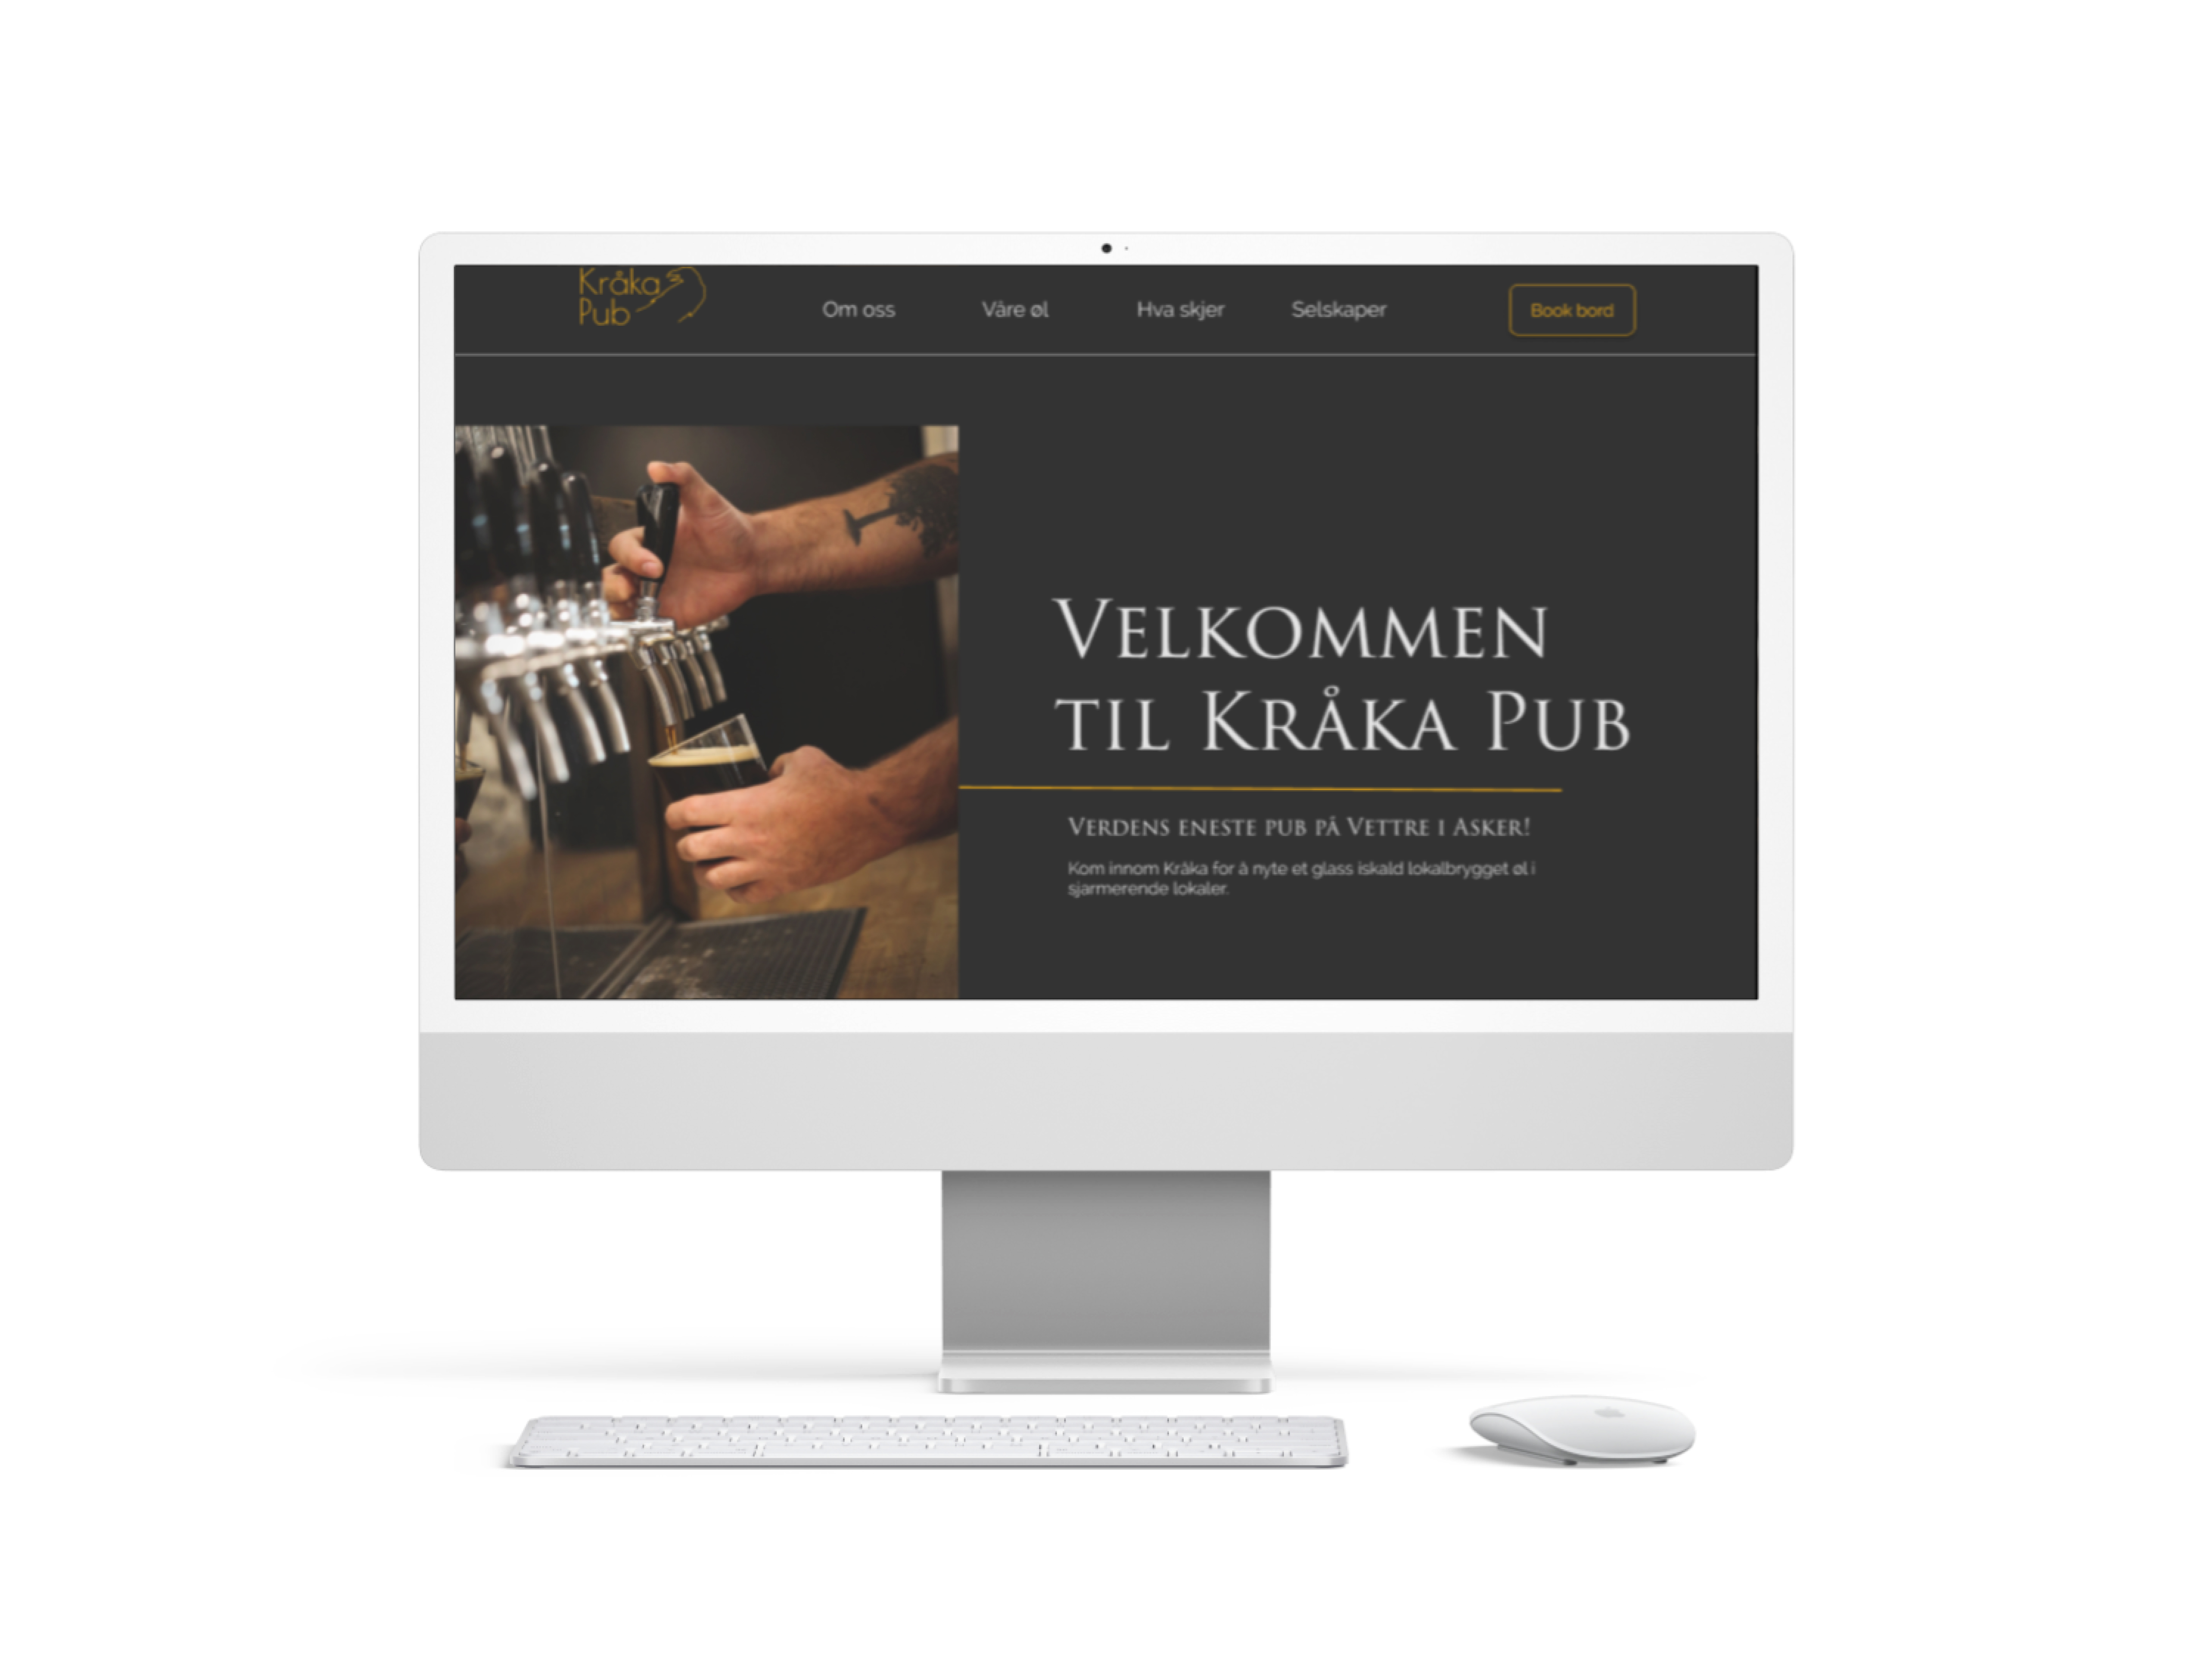 Kråka
Pub
Om oss
Våre øl
Hva skjer
Selskaper
Book bord
Velkommen
til Kråka Pub
Verdens eneste pub på Vettre i Asker!
Kom innom Kråka for å nyte et glass iskald lokalbrygget øl i
sjarmerende lokaler.